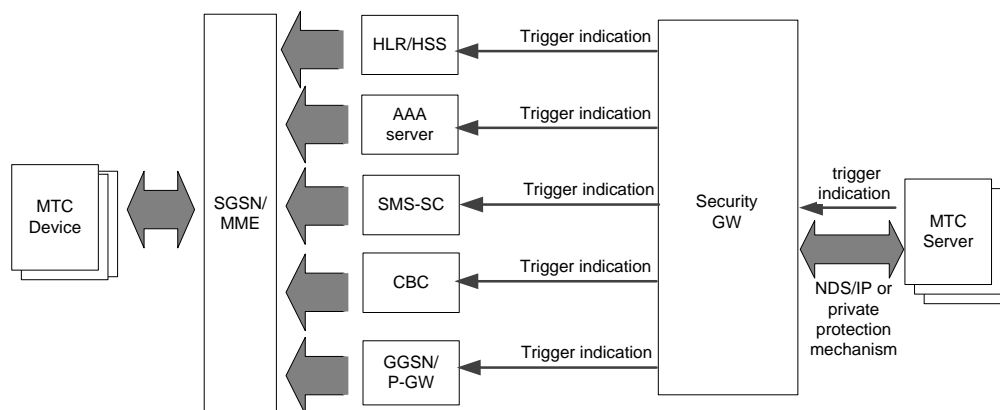 HLR/HSS
Trigger indication
AAA
server
Trigger indication
MTC
Device
SGSN/
MME
SMS-SC
Trigger indication
Security
GW
trigger
indication
MTC
Server
CBC
Trigger indication
NDS/IP or
private
protection
mechanism
GGSN/
P-GW
Trigger indication